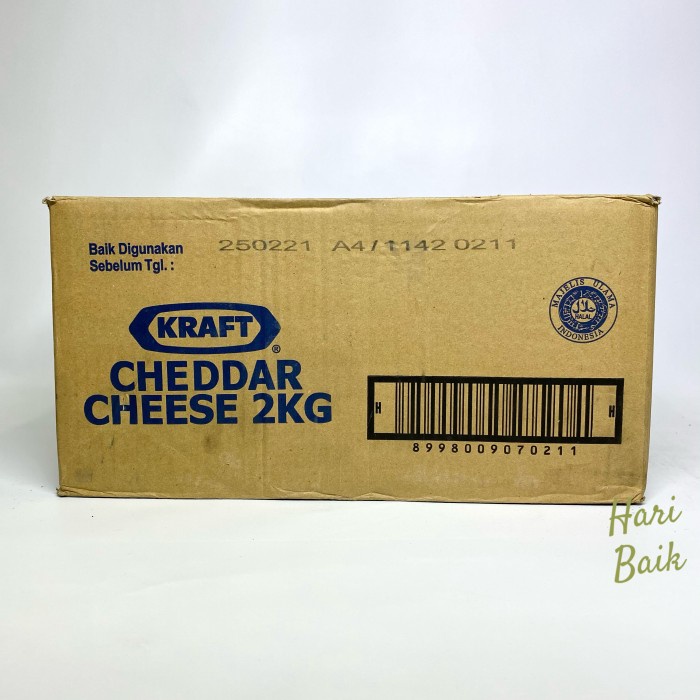 Baik Digunakan
Sebelum Tgl. :
250221 A4/1142 0211
MAJELIS ULAMA
حلال
HALAL
INDONESIA
KRAFT®
CHEDDAR
CHEESE 2KG
H H
8998009070211
Hari
Baik